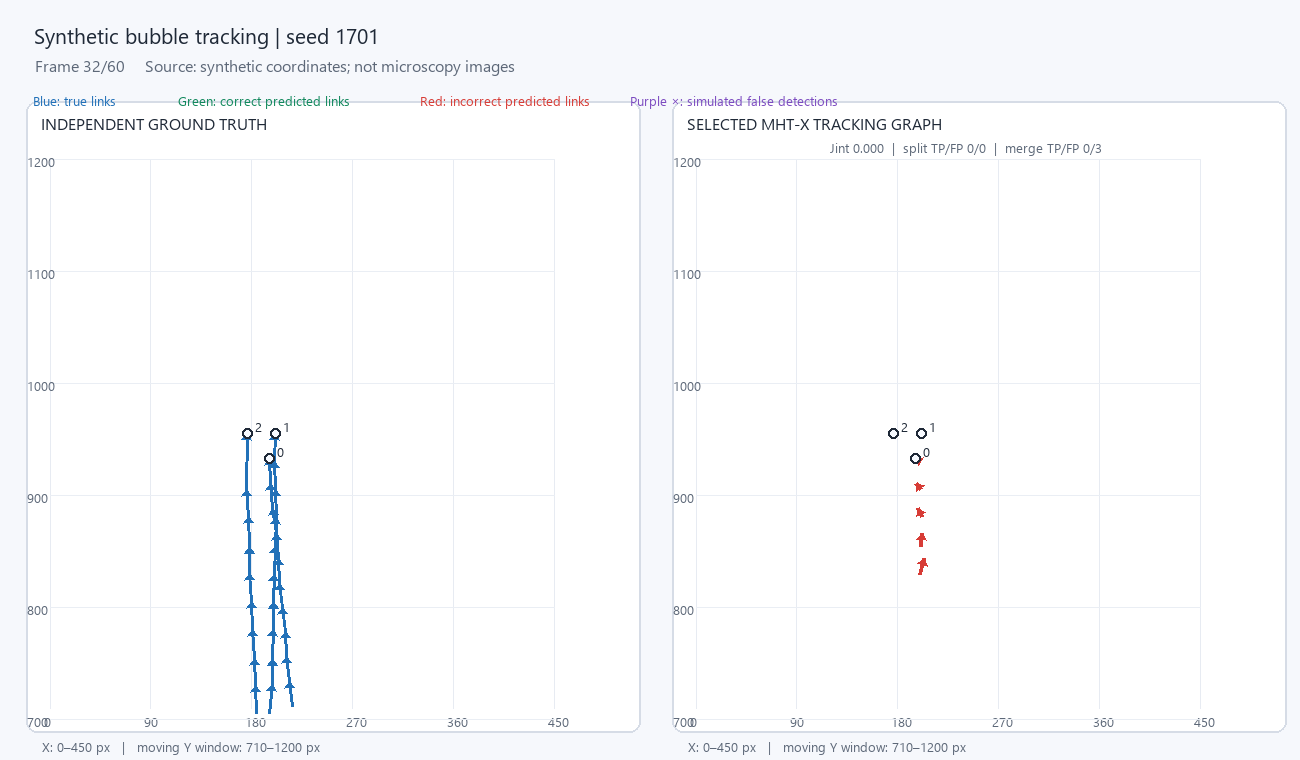 Synthetic bubble tracking | seed 1701
Frame 32/60 Source: synthetic coordinates; not microscopy images
Blue: true links Green: correct predicted links Red: incorrect predicted links Purple ×: simulated false detections
INDEPENDENT GROUND TRUTH
1200
1100
1000
900
800
700
0 90 180 270 360 450
2 1
0
X: 0–450 px | moving Y window: 710–1200 px
SELECTED MHT-X TRACKING GRAPH
Jint 0.000 | split TP/FP 0/0 | merge TP/FP 0/3
1200
1100
1000
900
800
700
0 90 180 270 360 450
2 1
0
X: 0–450 px | moving Y window: 710–1200 px